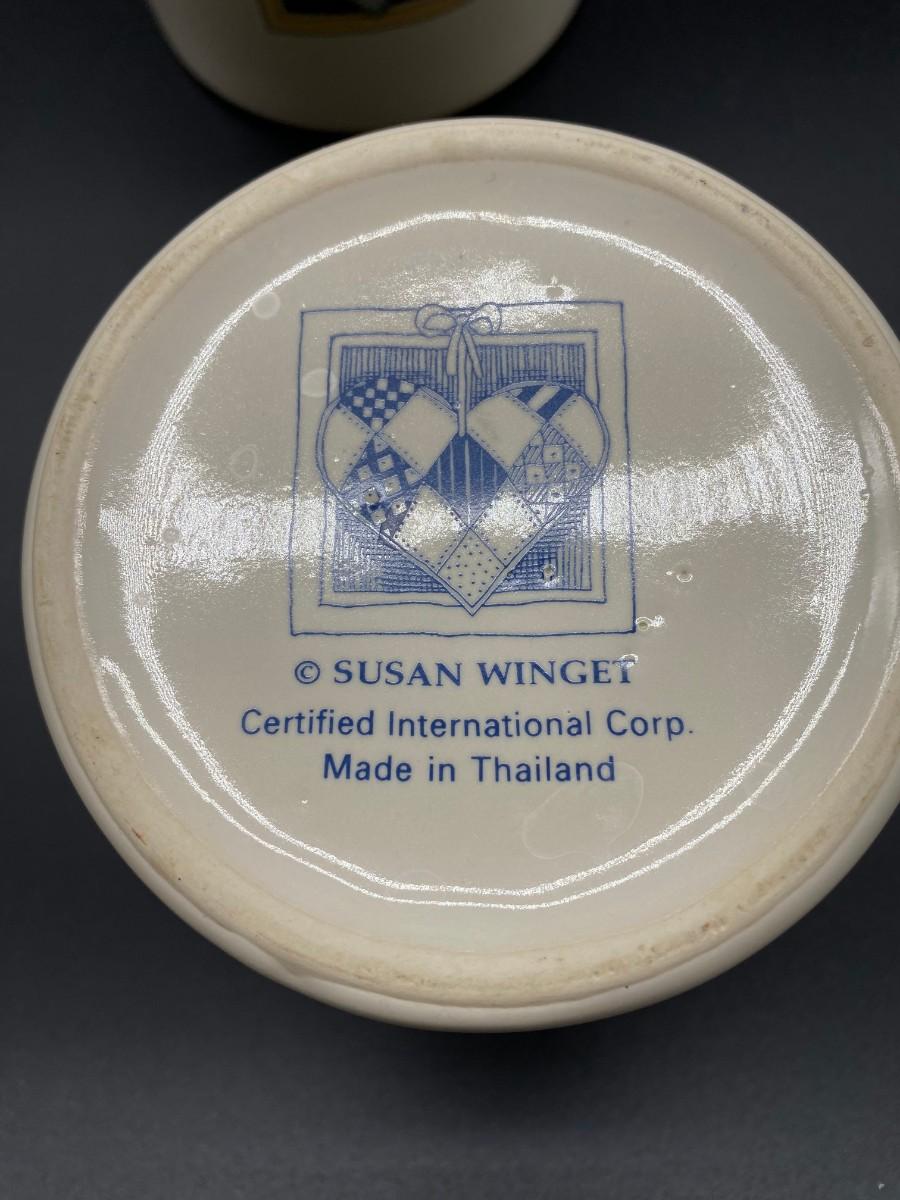 © SUSAN WINGET
Certified International Corp.
Made in Thailand